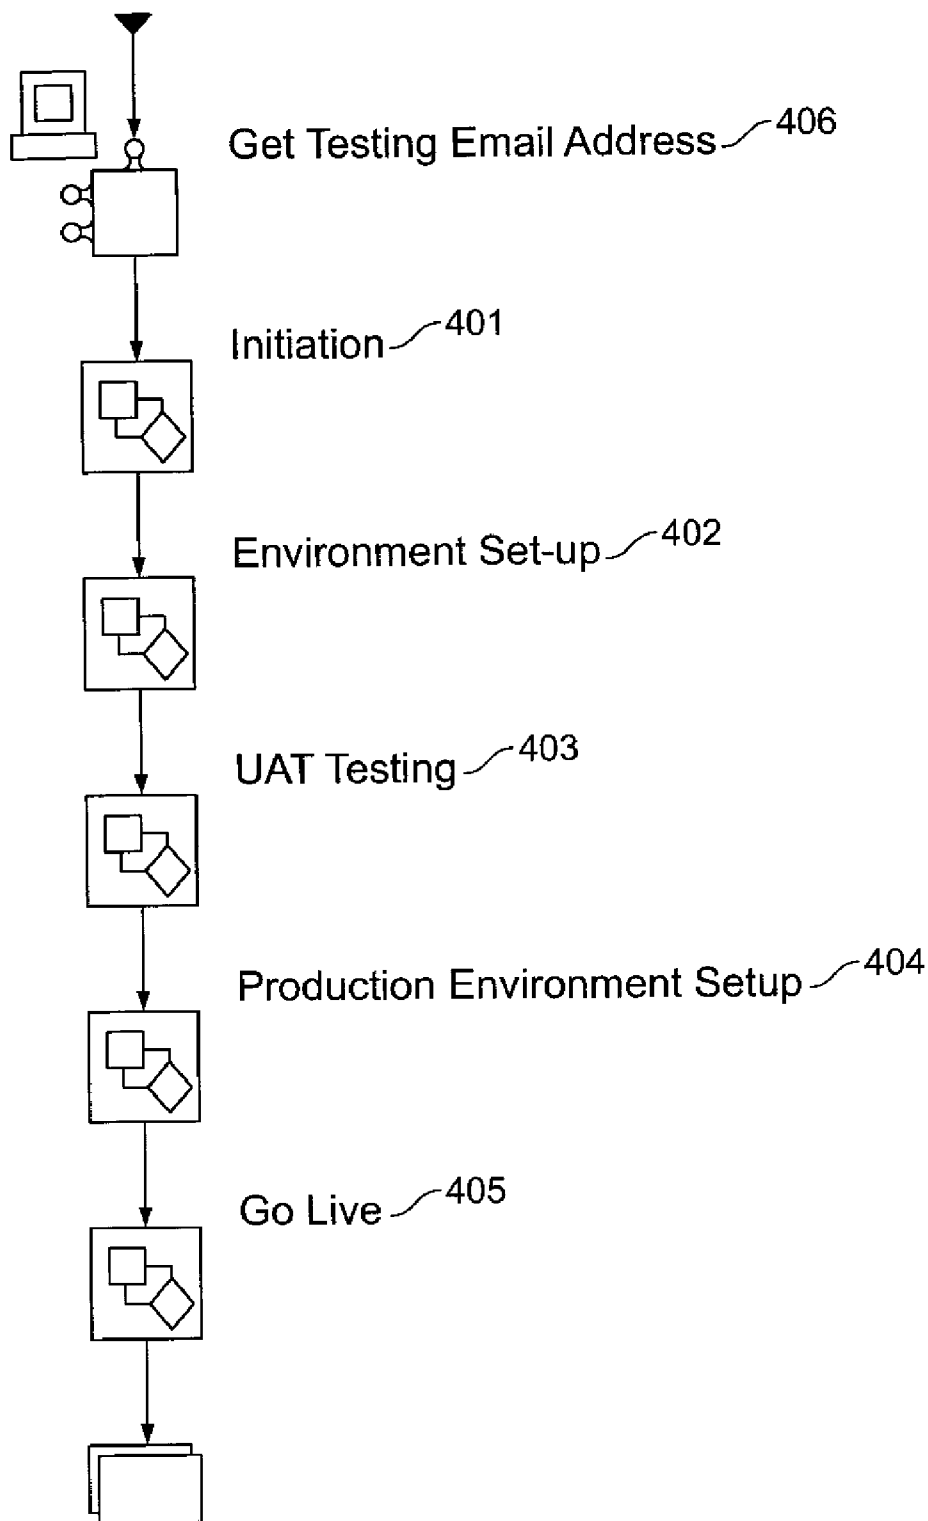 Get Testing Email Address 406
Initiation 401
Environment Set-up 402
UAT Testing 403
Production Environment Setup 404
Go Live 405